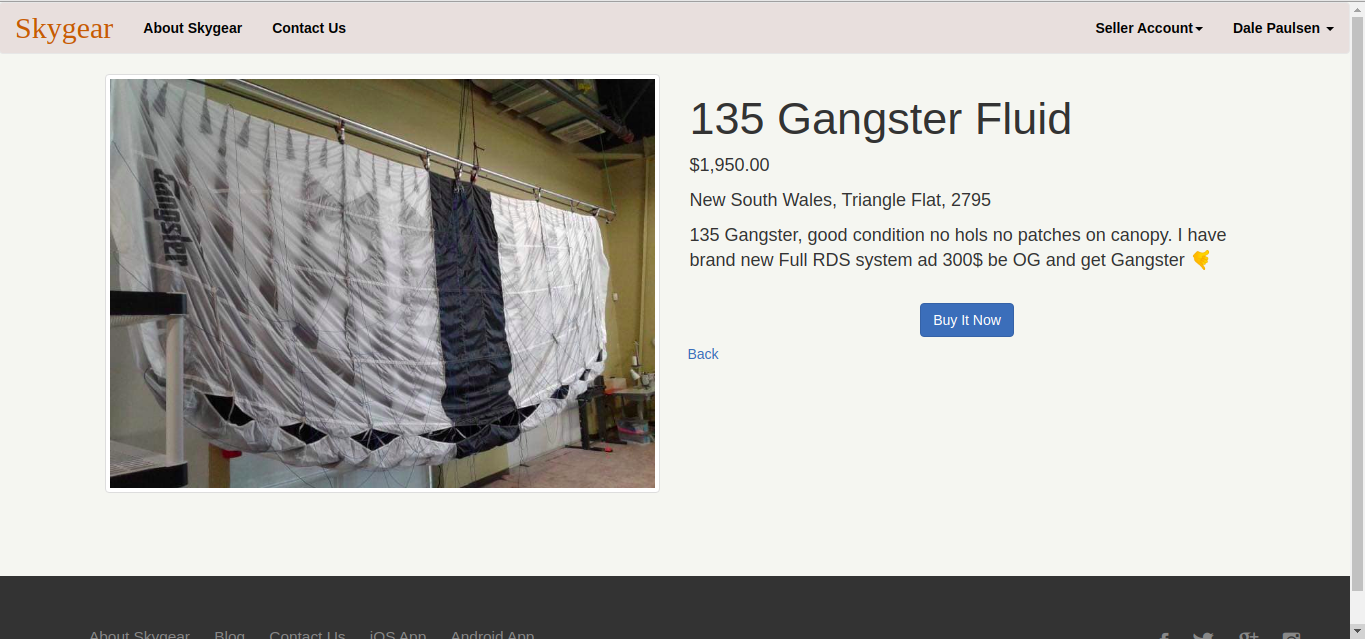 Skygear
About Skygear
Contact Us
Seller Account
Dale Paulsen
Gangster
135 Gangster Fluid
$1,950.00
New South Wales, Triangle Flat, 2795
135 Gangster, good condition no hols no patches on canopy. I have
brand new Full RDS system ad 300$ be OG and get Gangster
Buy It Now
Back
About Skygear
Blog
Contact Us
iOS App
Android App